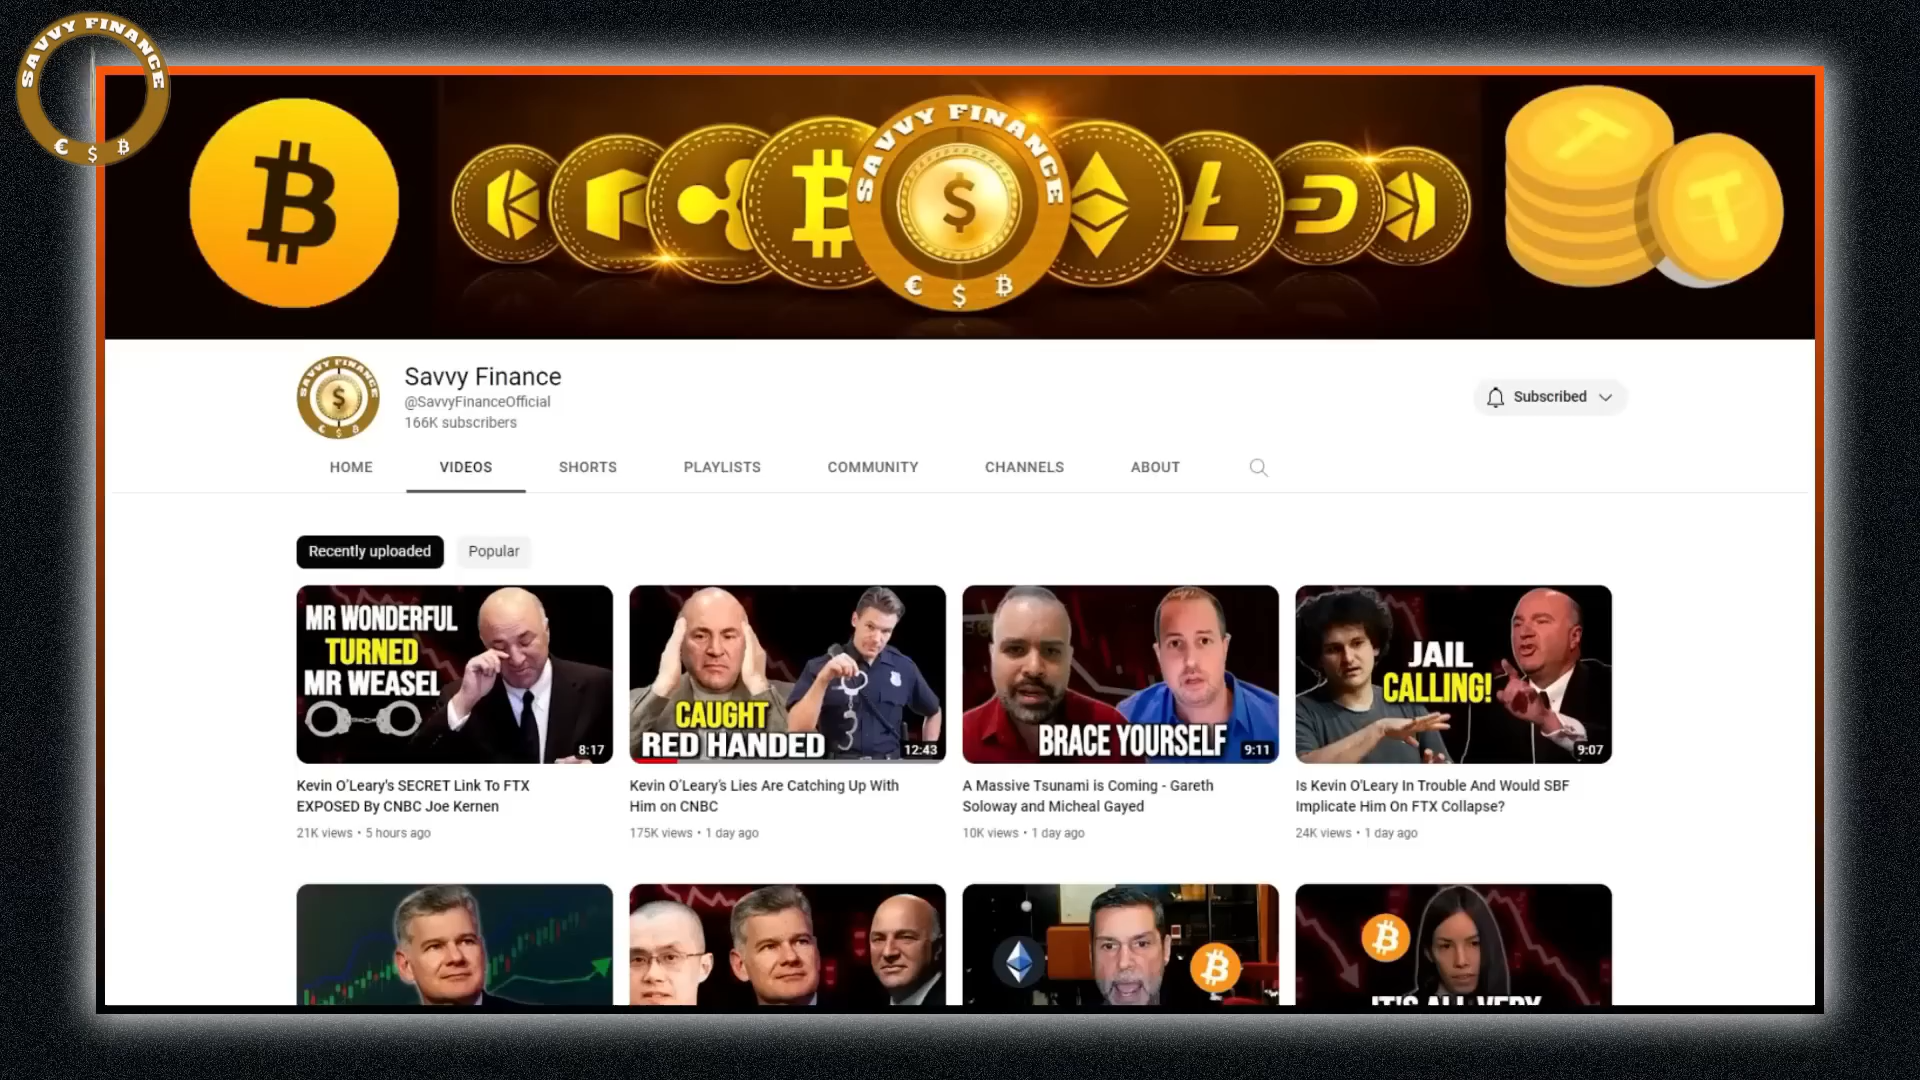 SAVVY FINANCE
€ $ ₿
SAVVY FINANCE
$
€ $ ₿
SAVVY FINANCE
$
€ $ ₿
Savvy Finance
@SavvyFinanceOfficial
166K subscribers
Subscribed
HOME VIDEOS SHORTS PLAYLISTS COMMUNITY CHANNELS ABOUT
Recently uploaded Popular
MR WONDERFUL
TURNED
MR WEASEL
8:17
CAUGHT
RED HANDED
12:43
BRACE YOURSELF
9:11
JAIL
CALLING!
9:07
Kevin O'Leary's SECRET Link To FTX
EXPOSED By CNBC Joe Kernen
21K views • 5 hours ago
Kevin O'Leary's Lies Are Catching Up With
Him on CNBC
175K views • 1 day ago
A Massive Tsunami is Coming - Gareth
Soloway and Micheal Gayed
10K views • 1 day ago
Is Kevin O'Leary In Trouble And Would SBF
Implicate Him On FTX Collapse?
24K views • 1 day ago
IT'S ALL VERY